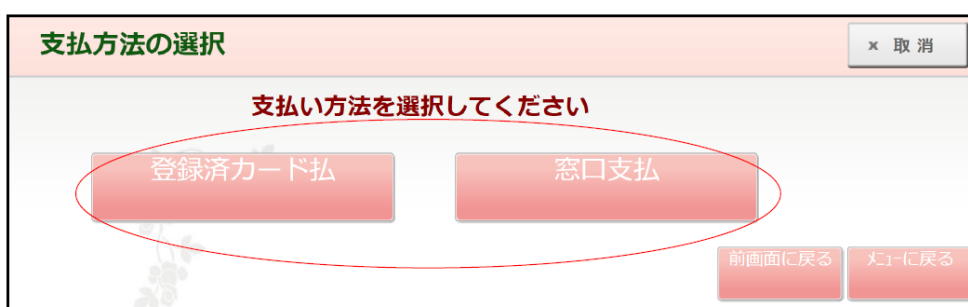 支払方法の選択
× 取消
支払い方法を選択してください
登録済カード払
窓口支払
前画面に戻る
メニューに戻る